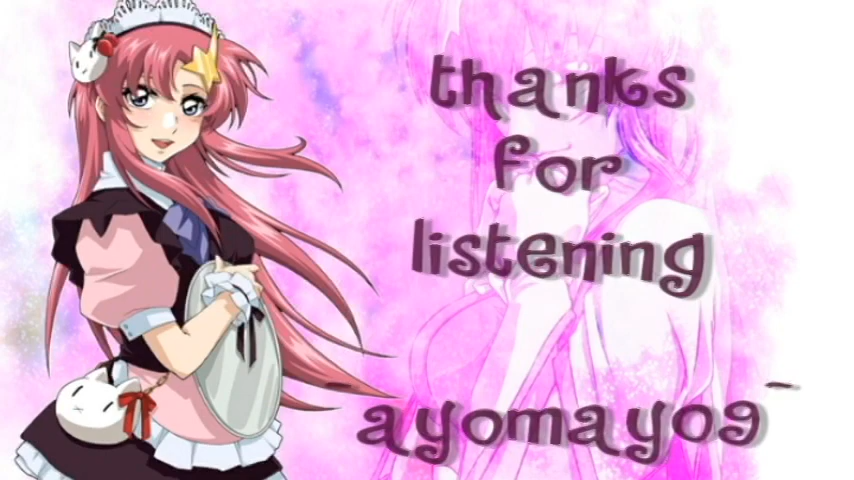 thanks
for
listening
- ayomayo9 -